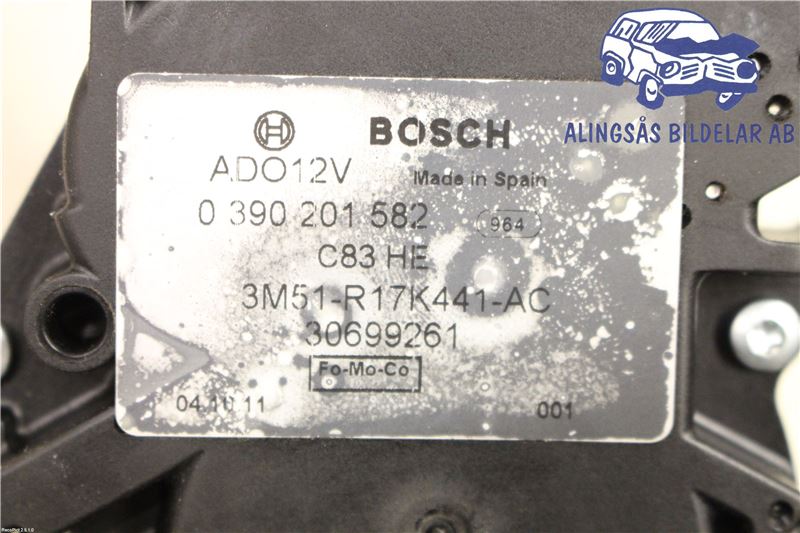 ALINGSÅS BILDELAR AB
BOSCH
ADO12V
Made in Spain
0 390 201 582
964
C83 HE
3M51-R17K441-AC
30699261
Fo-Mo-Co
04.10.11
001